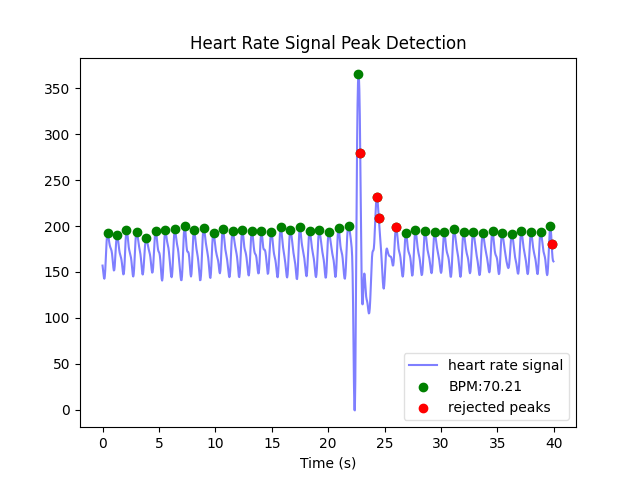 Heart Rate Signal Peak Detection
350
300
250
200
150
100
50
0
heart rate signal
BPM:70.21
rejected peaks
0 5 10 15 20 25 30 35 40
Time (s)